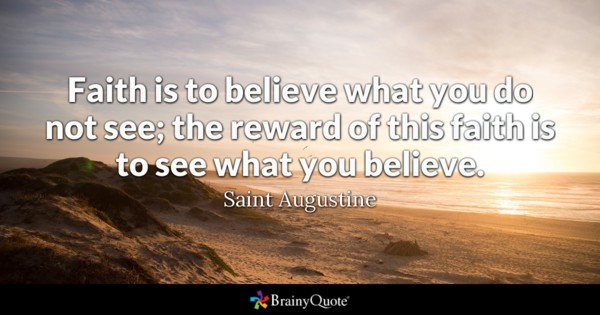 Faith is to believe what you do
not see; the reward of this faith is
to see what you believe.
Saint Augustine
BrainyQuote